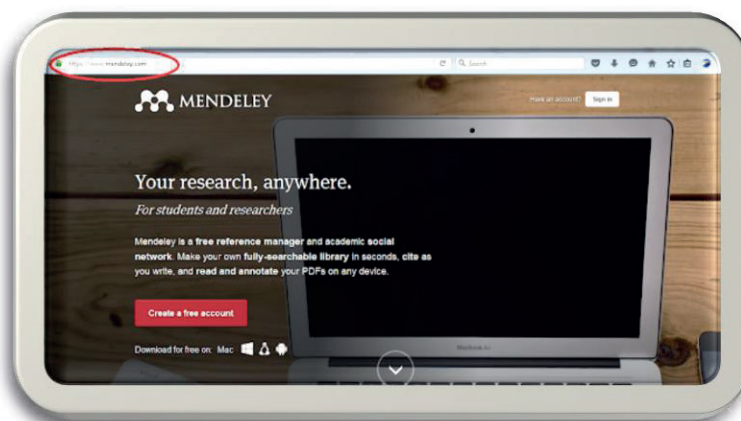 https://www.mendeley.com
Search
MENDELEY
Have an account? Sign in
Your research, anywhere.
For students and researchers
Mendeley is a free reference manager and academic social
network. Make your own fully-searchable library in seconds, cite as
you write, and read and annotate your PDFs on any device.
Create a free account
Download for free on: Mac
MacBook Air